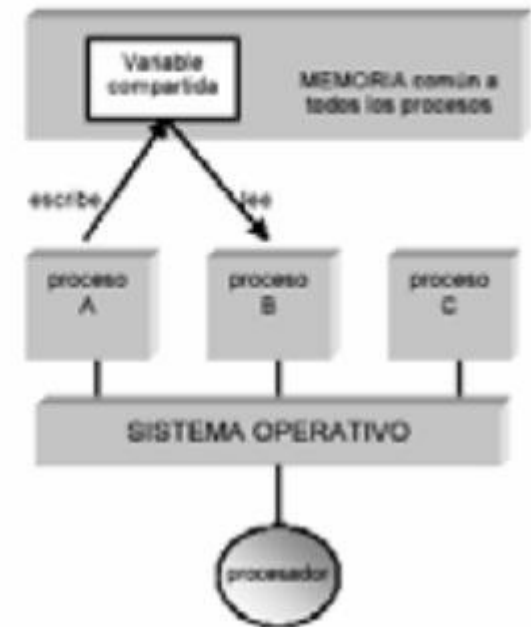 Variable
compartida
MEMORIA común a
todos los procesos
escribe
lee
proceso
A
proceso
B
proceso
C
SISTEMA OPERATIVO
procesador